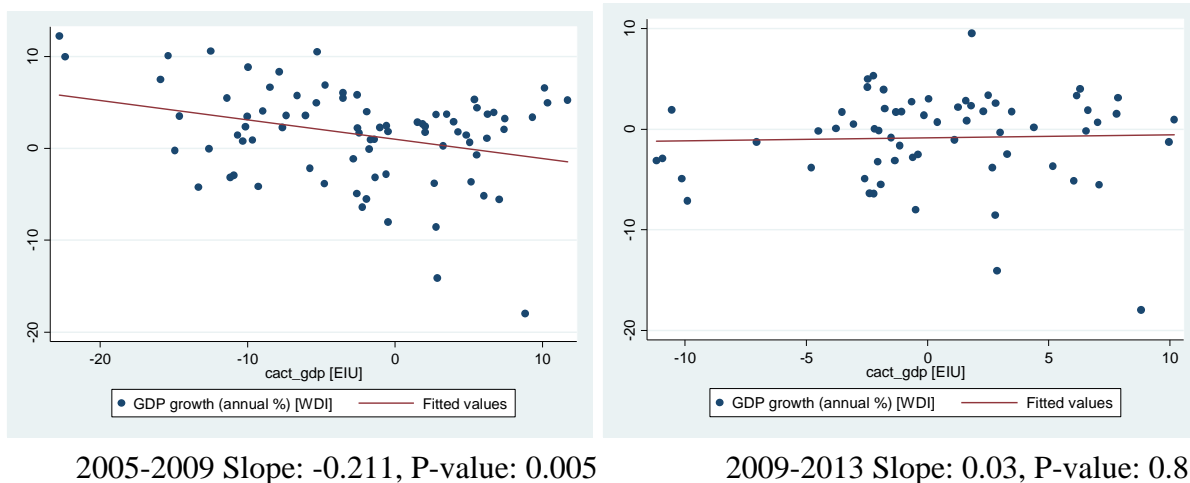 10
0
-10
-20
-20
-10
0
10
cact_gdp [EIU]
GDP growth (annual %) [WDI]
Fitted values
10
0
-10
-20
-10
-5
0
5
10
cact_gdp [EIU]
GDP growth (annual %) [WDI]
Fitted values
2005-2009 Slope: -0.211, P-value: 0.005
2009-2013 Slope: 0.03, P-value: 0.8